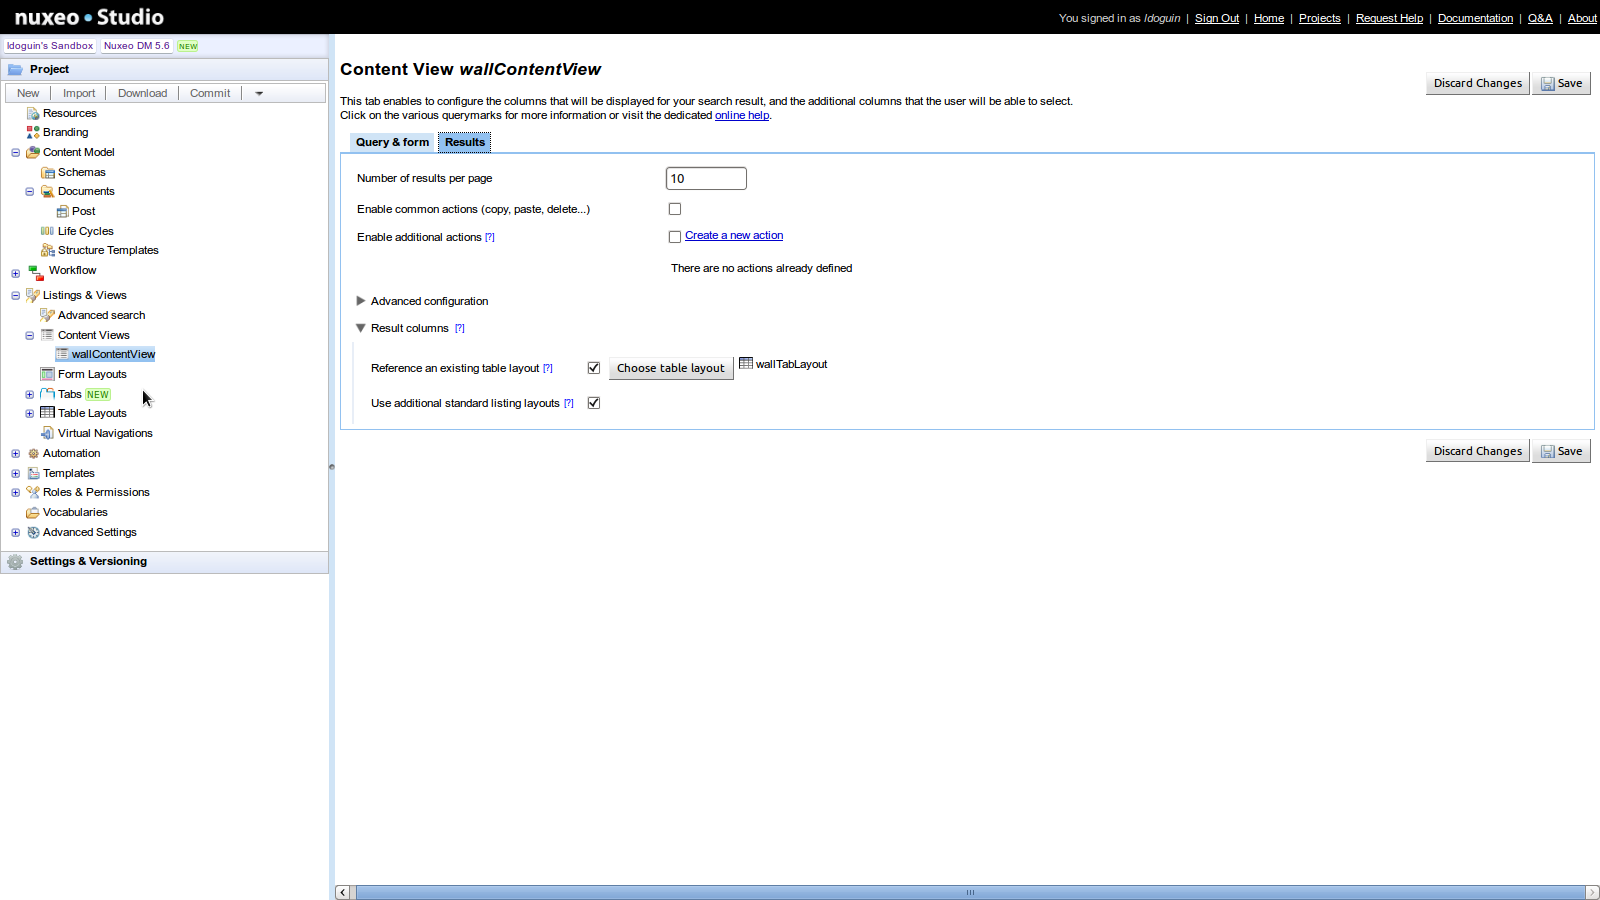 nuxeo Studio
You signed in as ldoguin | Sign Out | Home | Projects | Request Help | Documentation | Q&A | About
ldoguin's Sandbox Nuxeo DM 5.6 NEW
Project
New Import Download Commit
Resources
Branding
Content Model
Schemas
Documents
Post
Life Cycles
Structure Templates
Workflow
Listings & Views
Advanced search
Content Views
wallContentView
Form Layouts
Tabs NEW
Table Layouts
Virtual Navigations
Automation
Templates
Roles & Permissions
Vocabularies
Advanced Settings
Settings & Versioning
Content View wallContentView
Discard Changes Save
This tab enables to configure the columns that will be displayed for your search result, and the additional columns that the user will be able to select.
Click on the various querymarks for more information or visit the dedicated online help.
Query & form Results
Number of results per page 10
Enable common actions (copy, paste, delete...)
Enable additional actions [?] Create a new action
There are no actions already defined
Advanced configuration
Result columns [?]
Reference an existing table layout [?] Choose table layout wallTabLayout
Use additional standard listing layouts [?]
Discard Changes Save